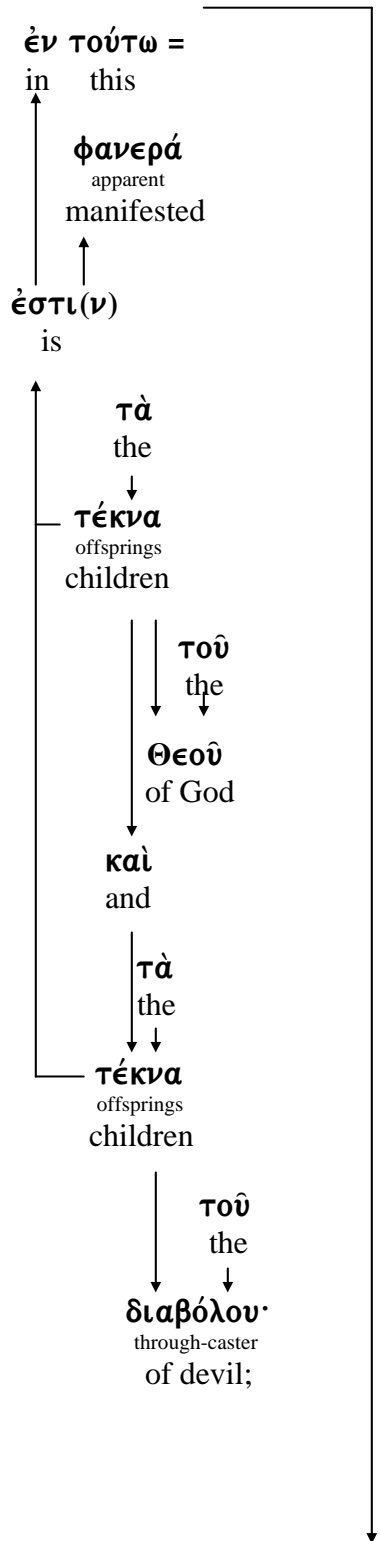 ἐν τούτω =
in this
φανερά
apparent
manifested
ἐστι(ν)
is
τὰ
the
τέκνα
offsprings
children
τοῦ
the
Θεοῦ
of God
καὶ
and
τὰ
the
τέκνα
offsprings
children
τοῦ
the
διαβόλου·
through-caster
of devil;